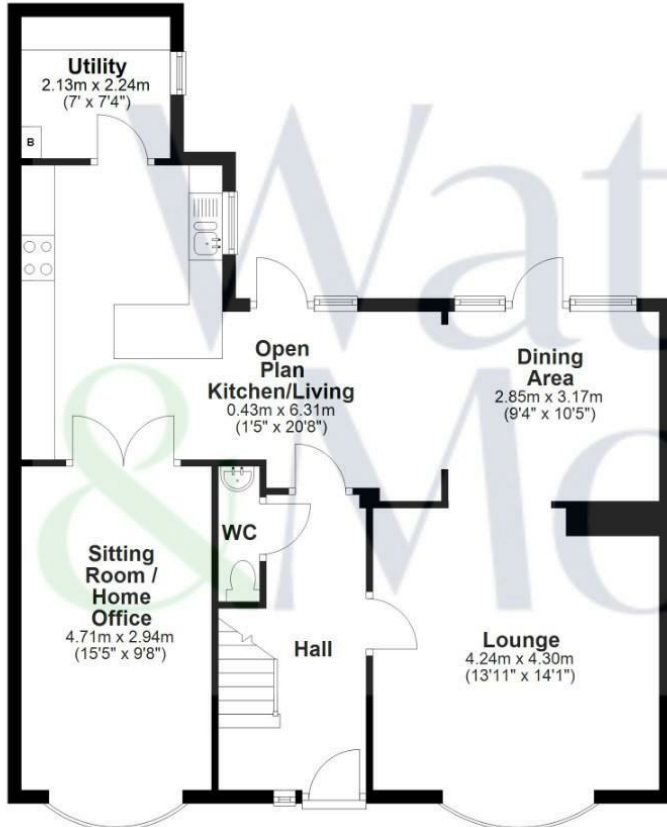 Utility
2.13m x 2.24m
(7' x 7'4")
B
Open
Plan
Kitchen/Living
0.43m x 6.31m
(1'5" x 20'8")
Dining
Area
2.85m x 3.17m
(9'4" x 10'5")
WC
Sitting
Room /
Home
Office
4.71m x 2.94m
(15'5" x 9'8")
Hall
Lounge
4.24m x 4.30m
(13'11" x 14'1")
Wat
& Mo